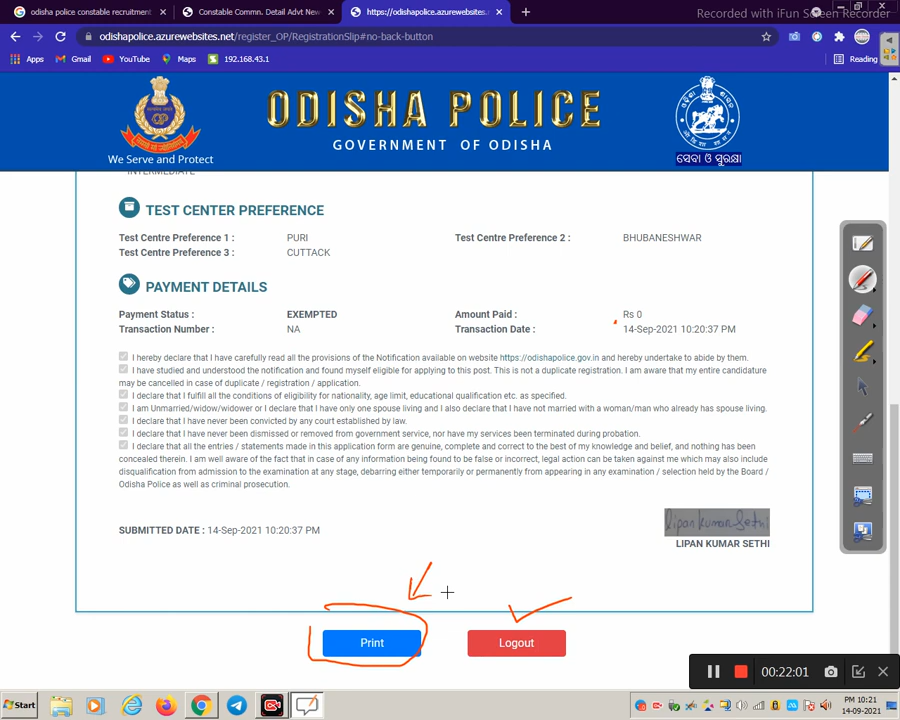 odishapolice constable recruitment
Constable Commn. Detail Advt New
https://odishapolice.azurewebsites.n
Recorded with iFun Screen Recorder
odishapolice.azurewebsites.net/register_OP/RegistrationSlip#no-back-button
Apps Gmail YouTube Maps 192.168.43.1 Reading
ODISHA POLICE
GOVERNMENT OF ODISHA
We Serve and Protect
ସେବା ଓ ସୁରକ୍ଷା
INTERMEDIATE
TEST CENTER PREFERENCE
Test Centre Preference 1 : PURI Test Centre Preference 2 : BHUBANESHWAR
Test Centre Preference 3 : CUTTACK
PAYMENT DETAILS
Payment Status : EXEMPTED Amount Paid : Rs 0
Transaction Number : NA Transaction Date : 14-Sep-2021 10:20:37 PM
I hereby declare that I have carefully read all the provisions of the Notification available on website https://odishapolice.gov.in and hereby undertake to abide by them.
I have studied and understood the notification and found myself eligible for applying to this post. This is not a duplicate registration. I am aware that my entire candidature
may be cancelled in case of duplicate / registration / application.
I declare that I fulfill all the conditions of eligibility for nationality, age limit, educational qualification etc. as specified.
I am Unmarried/widow/widower or I declare that I have only one spouse living and I also declare that I have not married with a woman/man who already has spouse living.
I declare that I have never been convicted by any court established by law.
I declare that I have never been dismissed or removed from government service, nor have my services been terminated during probation.
I declare that all the entries / statements made in this application form are genuine, complete and correct to the best of my knowledge and belief, and nothing has been
concealed therein. I am well aware of the fact that in case of any information being found to be false or incorrect, legal action can be taken against me which may also include
disqualification from admission to the examination at any stage, debarring either temporarily or permanently from appearing in any examination / selection held by the Board /
Odisha Police as well as criminal prosecution.
Lipan kumar Sethi
SUBMITTED DATE : 14-Sep-2021 10:20:37 PM
LIPAN KUMAR SETHI
Print Logout
00:22:01
Start
PM 10:21
14-09-2021